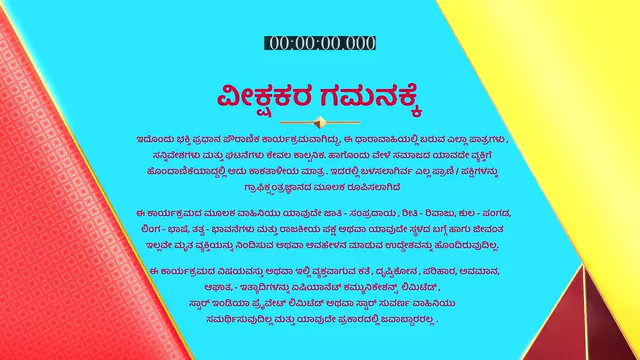 00:00:00.000
ವೀಕ್ಷಕರ ಗಮನಕ್ಕೆ
ಇದೊಂದು ಭಕ್ತಿ ಪ್ರಧಾನ ಪೌರಾಣಿಕ ಕಾರ್ಯಕ್ರಮವಾಗಿದ್ದು, ಈ ಧಾರಾವಾಹಿಯಲ್ಲಿ ಬರುವ ಎಲ್ಲಾ ಪಾತ್ರಗಳು,
ಸನ್ನಿವೇಶಗಳು ಮತ್ತು ಘಟನೆಗಳು ಕೇವಲ ಕಾಲ್ಪನಿಕ. ಹಾಗೊಂದು ವೇಳೆ ಸಮಾಜದ ಯಾವದೇ ವ್ಯಕ್ತಿಗೆ
ಹೊಂದಾಣಿಕೆಯಾದ್ದಲ್ಲಿ ಅದು ಕಾಕತಾಳೀಯ ಮಾತ್ರ. ಇದರಲ್ಲಿ ಬಳಸಲಾಗಿರ್ವ ಎಲ್ಲ ಪ್ರಾಣಿ / ಪಕ್ಷಿಗಳನ್ನು
ಗ್ರಾಫಿಕ್ಸ್ತಂತ್ರಜ್ಞಾನದ ಮೂಲಕ ರೂಪಿಸಲಾಗಿದೆ
ಈ ಕಾರ್ಯಕ್ರಮದ ಮೂಲಕ ವಾಹಿನಿಯು ಯಾವುದೇ ಜಾತಿ - ಸಂಪ್ರದಾಯ, ರೀತಿ - ರಿವಾಜು, ಕುಲ - ಪಂಗಡ,
ಲಿಂಗ - ಭಾಷೆ, ತತ್ವ - ಭಾವನೆಗಳು ಮತ್ತು ರಾಜಕೀಯ ಪಕ್ಷ ಅಥವಾ ಯಾವುದೇ ಸ್ಥಳದ ಬಗ್ಗೆ ಹಾಗು ಜೀವಂತ
ಇಲ್ಲವೇ ಮೃತ ವ್ಯಕ್ತಿಯನ್ನು ನಿಂದಿಸುವ ಅಥವಾ ಅವಹೇಳನ ಮಾಡುವ ಉದ್ದೇಶವನ್ನು ಹೊಂದಿರುವುದಿಲ್ಲ.
ಈ ಕಾರ್ಯಕ್ರಮದ ವಿಷಯವಸ್ತು ಅಥವಾ ಇಲ್ಲಿ ವ್ಯಕ್ತವಾಗುವ ಕತೆ, ದೃಷ್ಟಿಕೋನ, ಪರಿಹಾರ, ಅವಮಾನ,
ಆಘಾತ, - ಇತ್ಯಾದಿಗಳನ್ನು ಏಷಿಯಾನೆಟ್ ಕಮ್ಯುನಿಕೇಶನ್ಸ್ ಲಿಮಿಟೆಡ್,
ಸ್ಟಾರ್ ಇಂಡಿಯಾ ಪ್ರೈವೇಟ್ ಲಿಮಿಟೆಡ್ ಅಥವಾ ಸ್ಟಾರ್ ಸುವರ್ಣ ವಾಹಿನಿಯು
ಸಮರ್ಥಿಸುವುದಿಲ್ಲ ಮತ್ತು ಯಾವುದೇ ಪ್ರಕಾರದಲ್ಲಿ ಜವಾಬ್ದಾರರಲ್ಲ.